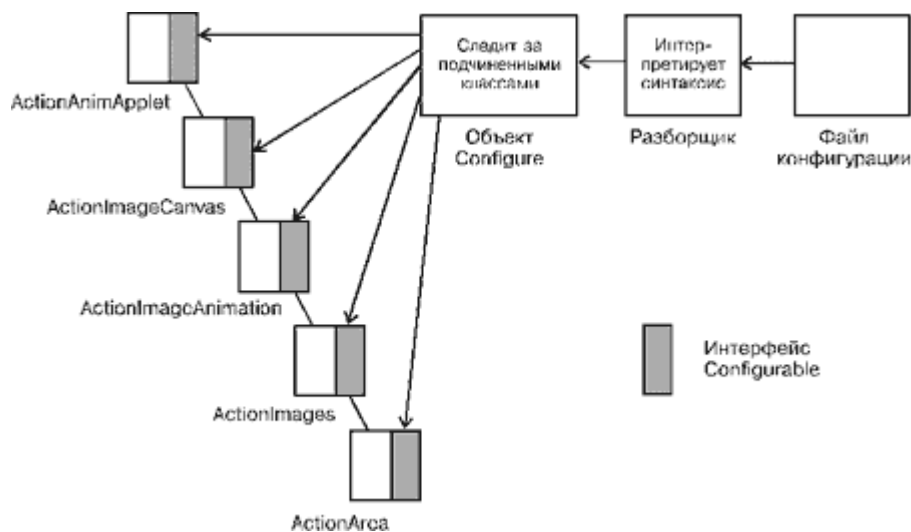 Следит за
подчиненными
классами
Интер-
претирует
синтаксис
ActionAnimApplet
Объект
Configure
Разборщик
Файл
конфигурации
ActionImageCanvas
ActionImageAnimation
Интерфейс
Configurable
ActionImages
ActionArea